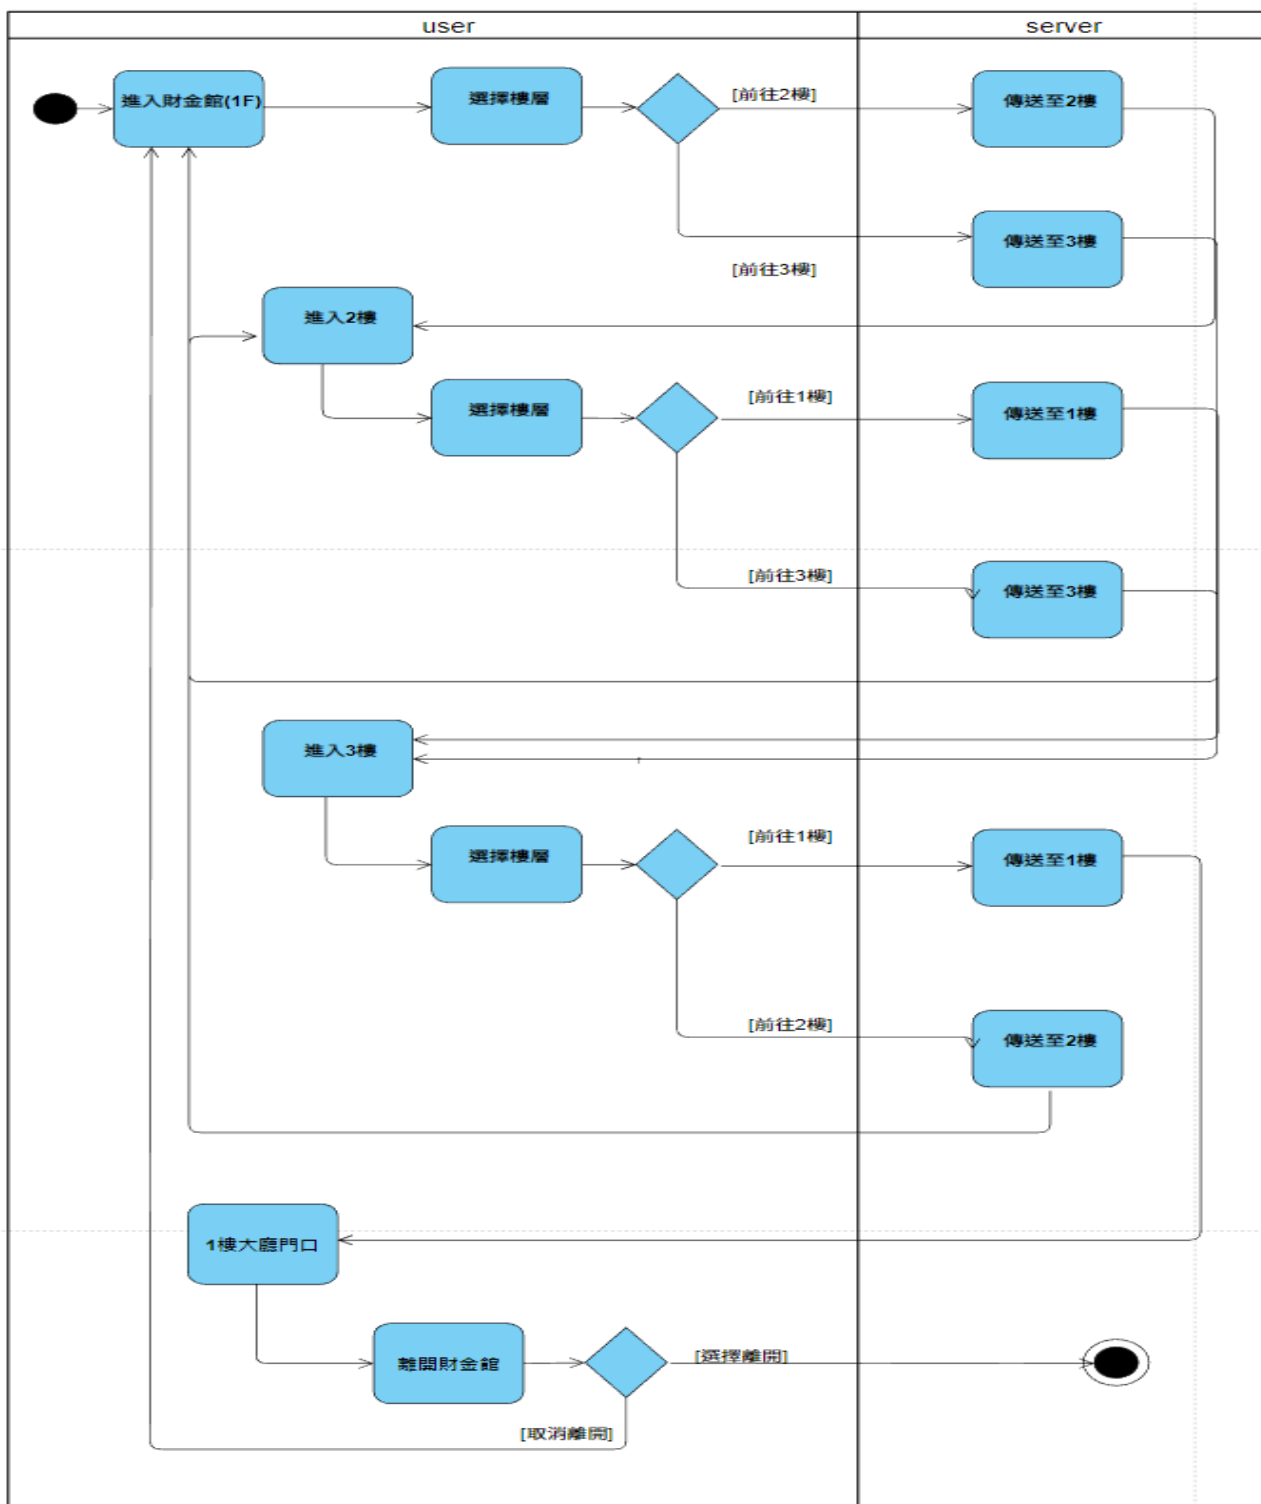 user
server
進入財金館(1F)
選擇樓層
[前往2樓]
傳送至2樓
傳送至3樓
[前往3樓]
進入2樓
選擇樓層
[前往1樓]
傳送至1樓
[前往3樓]
傳送至3樓
進入3樓
選擇樓層
[前往1樓]
傳送至1樓
[前往2樓]
傳送至2樓
1樓大廳門口
離開財金館
[選擇離開]
[取消離開]